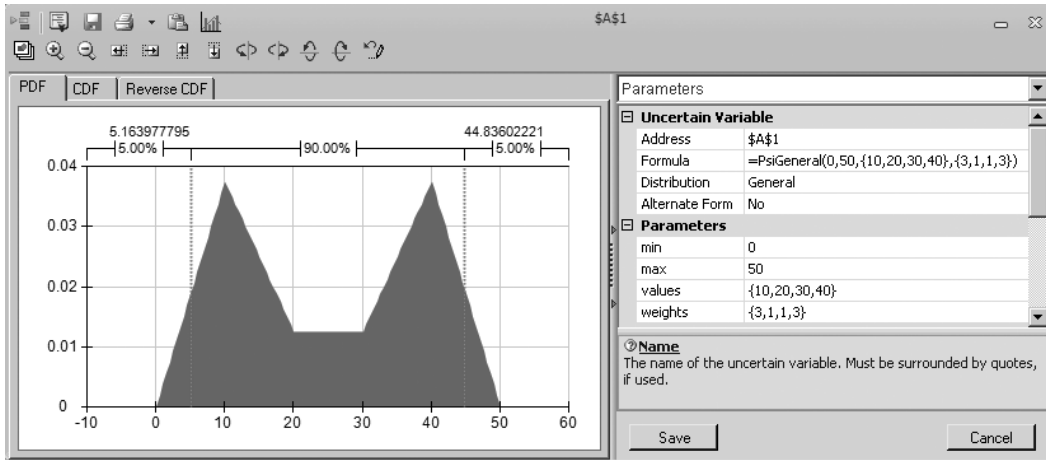 $A$1
PDF
CDF
Reverse CDF
5.163977795
44.83602221
5.00%
90.00%
5.00%
0.04
0.03
0.02
0.01
0
-10
0
10
20
30
40
50
60
Parameters
Uncertain Variable
Address $A$1
Formula =PsiGeneral(0,50,{10,20,30,40},{3,1,1,3})
Distribution General
Alternate Form No
Parameters
min 0
max 50
values {10,20,30,40}
weights {3,1,1,3}
Name
The name of the uncertain variable. Must be surrounded by quotes,
if used.
Save
Cancel